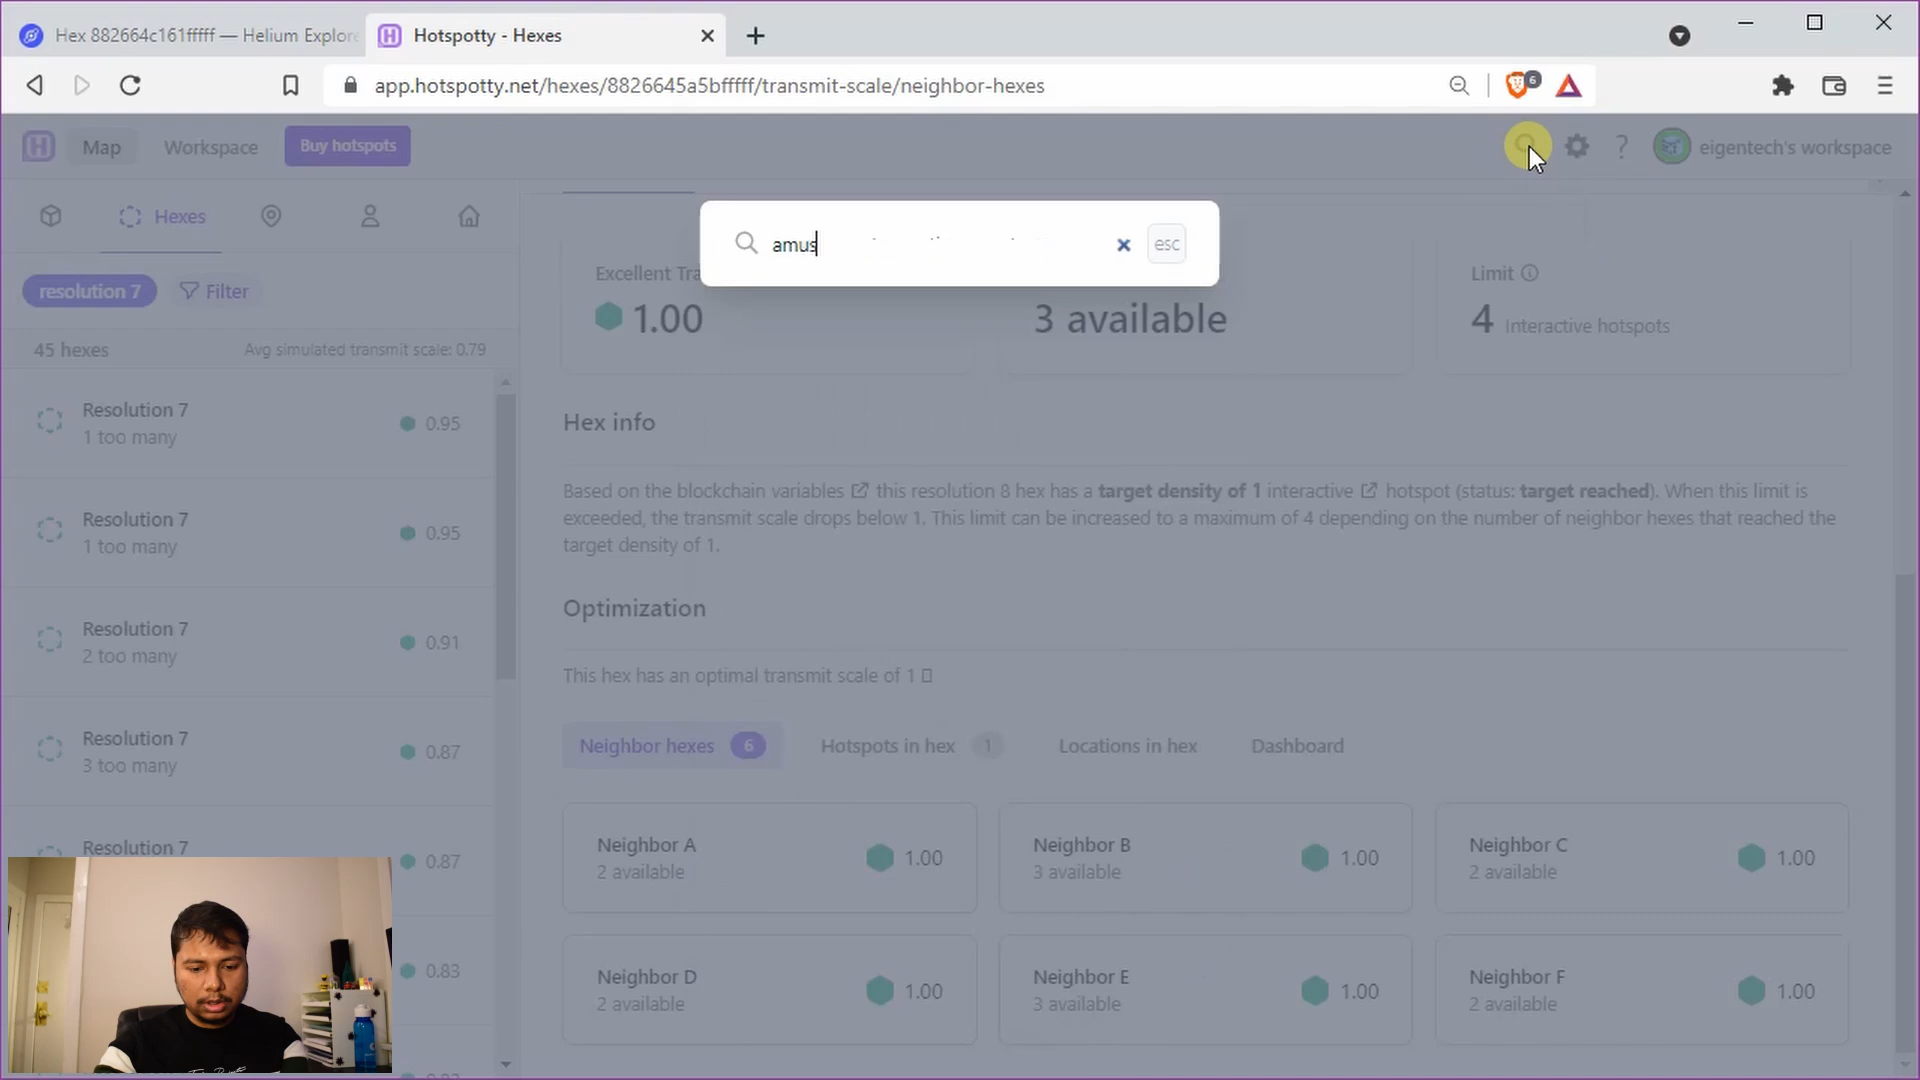 Hex 882664c161fffff — Helium Explore
Hotspotty - Hexes
app.hotspotty.net/hexes/8826645a5bfffff/transmit-scale/neighbor-hexes
6
Map
Workspace
Buy hotspots
?
eigentech's workspace
Hexes
amus
esc
resolution 7
Filter
45 hexes
Avg simulated transmit scale: 0.79
Resolution 7
1 too many
0.95
Resolution 7
1 too many
0.95
Resolution 7
2 too many
0.91
Resolution 7
3 too many
0.87
Resolution 7
0.87
0.83
Excellent Tra
1.00
3 available
Limit
4 Interactive hotspots
Hex info
Based on the blockchain variables this resolution 8 hex has a target density of 1 interactive hotspot (status: target reached). When this limit is
exceeded, the transmit scale drops below 1. This limit can be increased to a maximum of 4 depending on the number of neighbor hexes that reached the
target density of 1.
Optimization
This hex has an optimal transmit scale of 1
Neighbor hexes 6
Hotspots in hex 1
Locations in hex
Dashboard
Neighbor A
2 available
1.00
Neighbor B
3 available
1.00
Neighbor C
2 available
1.00
Neighbor D
2 available
1.00
Neighbor E
3 available
1.00
Neighbor F
2 available
1.00